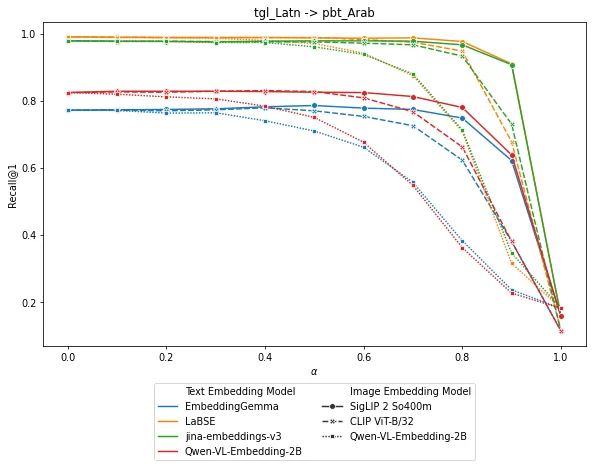 tgl_Latn -> pbt_Arab
Recall@1
1.0
0.8
0.6
0.4
0.2
0.0 0.2 0.4 0.6 0.8 1.0
α
Text Embedding Model
EmbeddingGemma
LaBSE
jina-embeddings-v3
Qwen-VL-Embedding-2B
Image Embedding Model
SigLIP 2 So400m
CLIP ViT-B/32
Qwen-VL-Embedding-2B